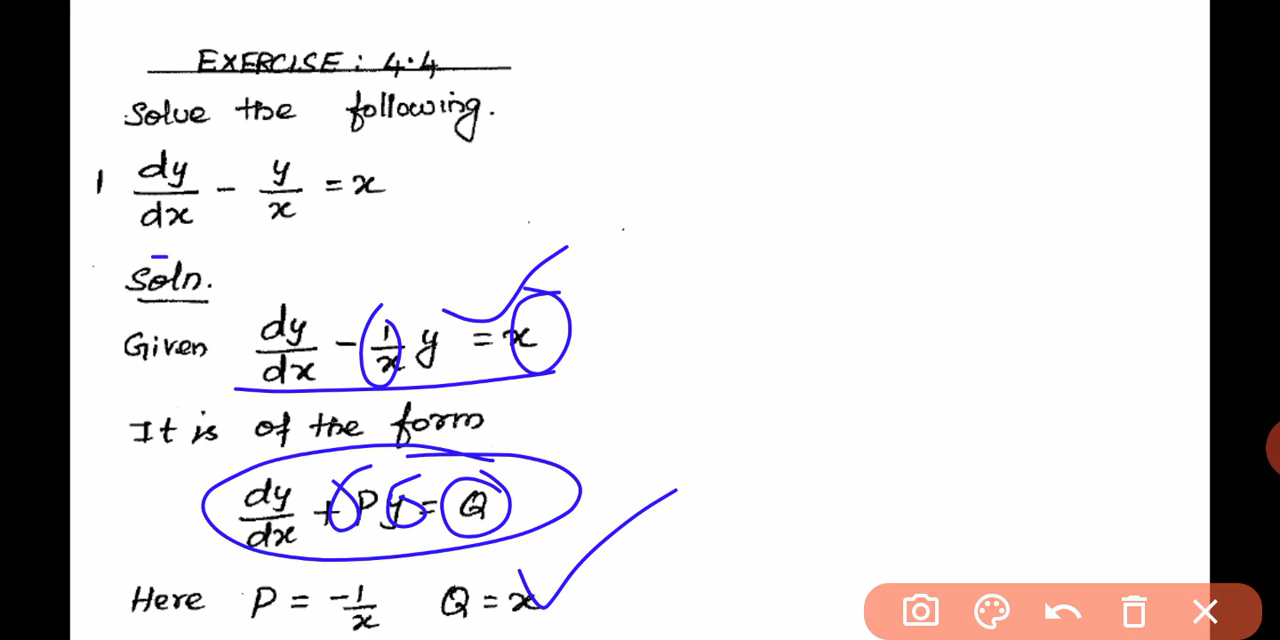 EXERCISE: 4.4
Solve the following.
1 dy/dx - y/x = x
Soln.
Given dy/dx - 1/x y = x
It is of the form
dy/dx + Py = Q
Here P = -1/x Q = x